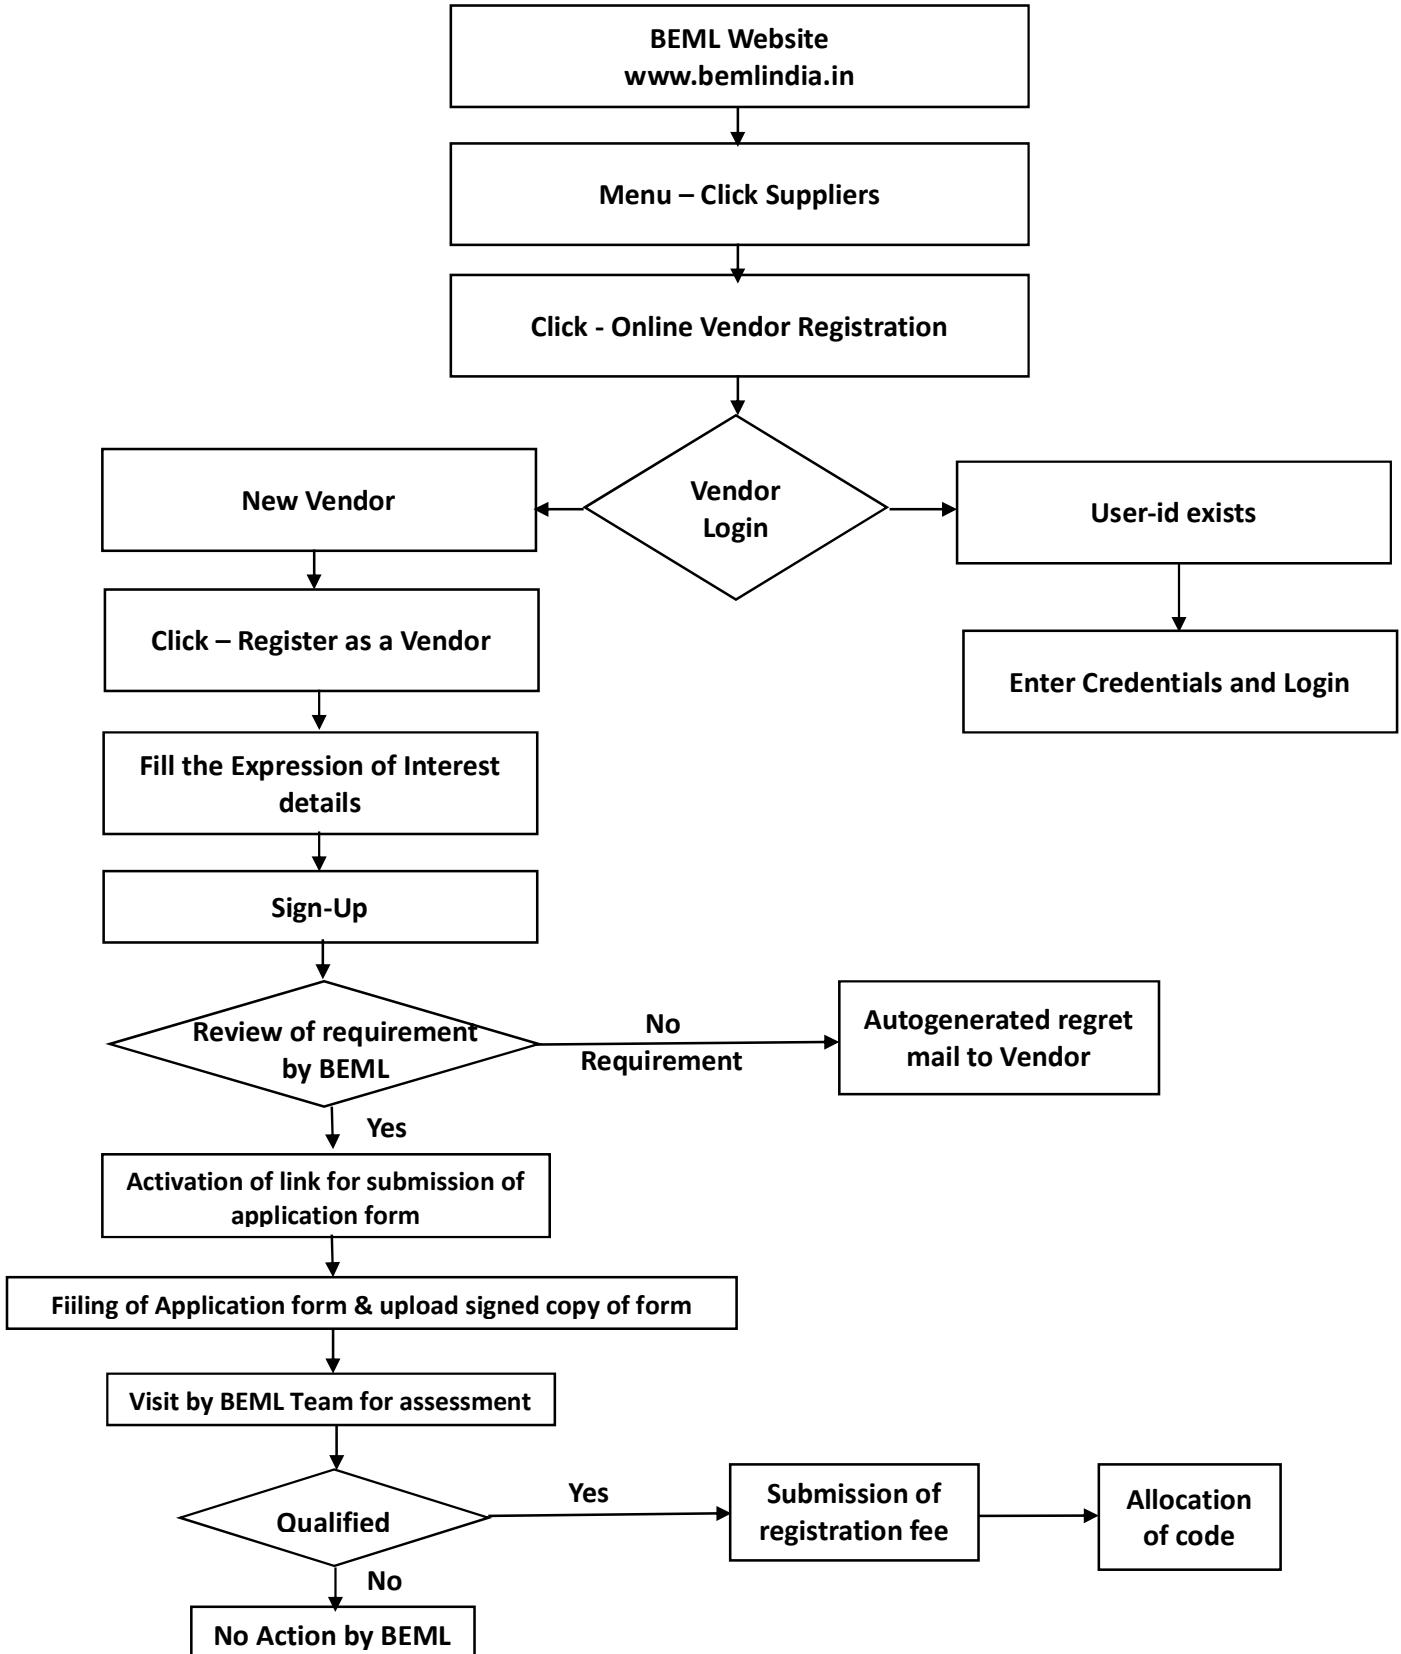 BEML Website
www.bemlindia.in
Menu – Click Suppliers
Click - Online Vendor Registration
Vendor
Login
New Vendor
User-id exists
Click – Register as a Vendor
Enter Credentials and Login
Fill the Expression of Interest
details
Sign-Up
Review of requirement
by BEML
No
Requirement
Autogenerated regret
mail to Vendor
Yes
Activation of link for submission of
application form
Fiiling of Application form & upload signed copy of form
Visit by BEML Team for assessment
Qualified
Yes
Submission of
registration fee
Allocation
of code
No
No Action by BEML